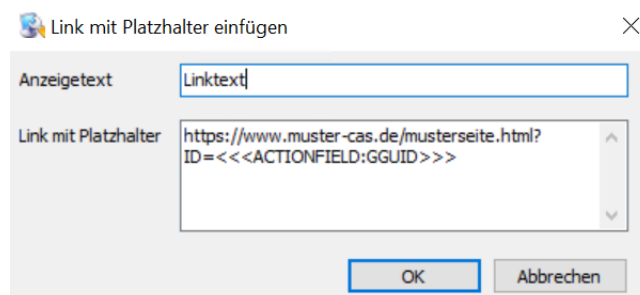 Link mit Platzhalter einfügen
Anzeigetext
Linktext
Link mit Platzhalter
https://www.muster-cas.de/musterseite.html?
ID=<<<ACTIONFIELD:GGUID>>>
OK
Abbrechen